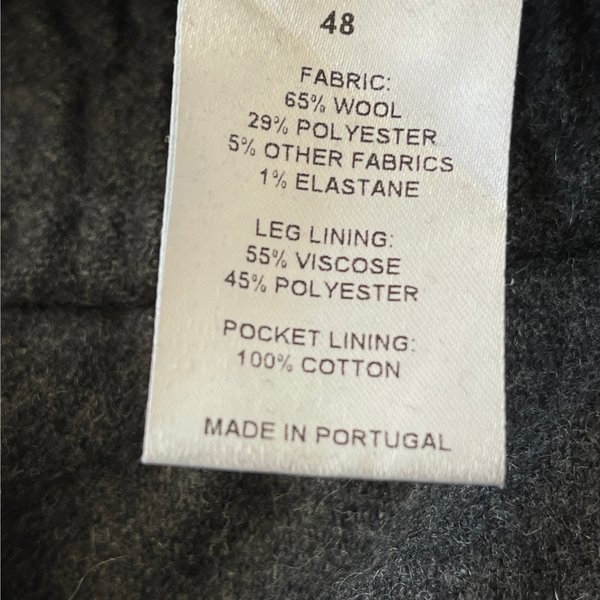 48
FABRIC:
65% WOOL
29% POLYESTER
5% OTHER FABRICS
1% ELASTANE
LEG LINING:
55% VISCOSE
45% POLYESTER
POCKET LINING:
100% COTTON
MADE IN PORTUGAL